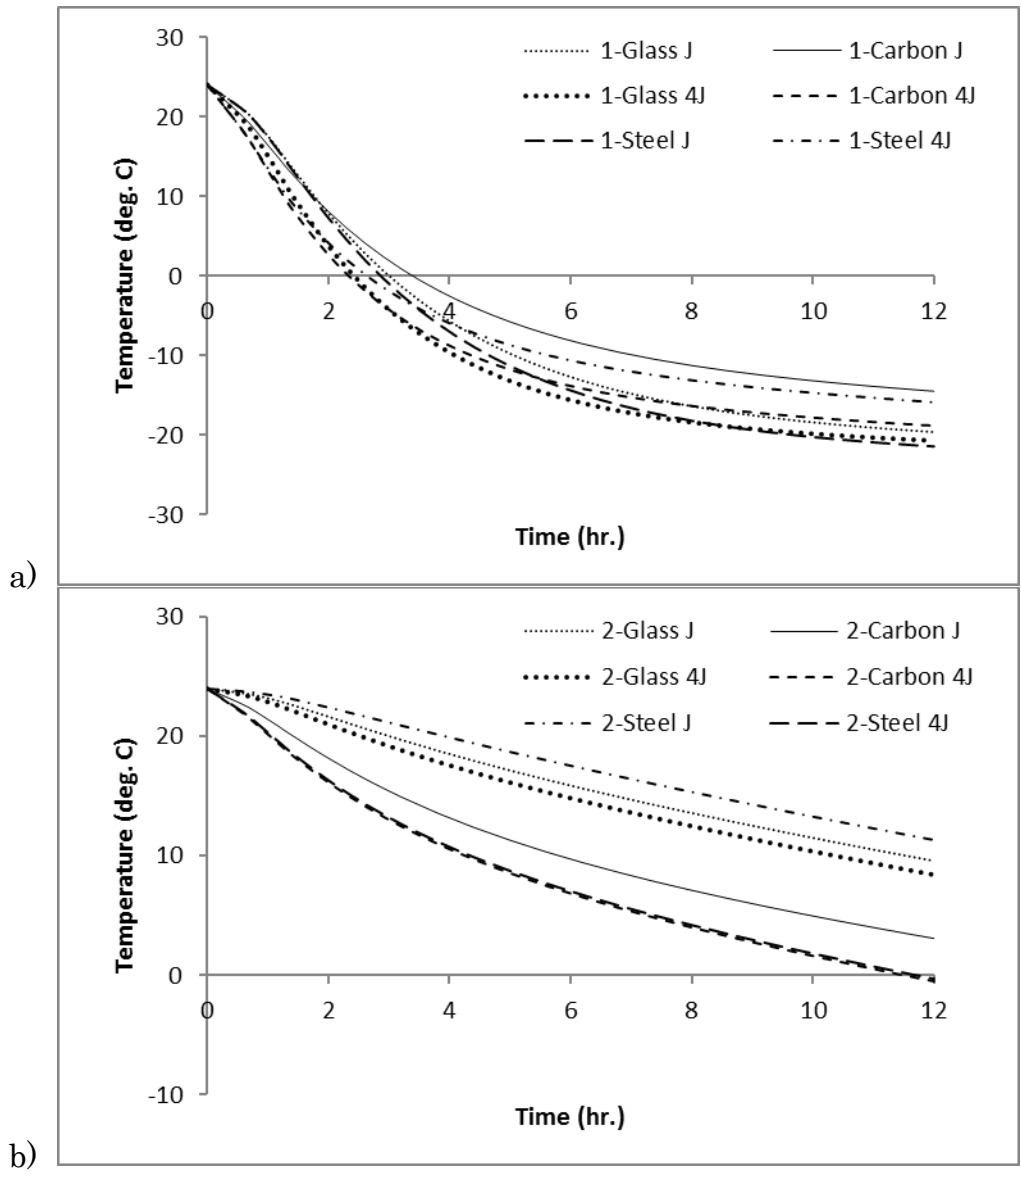 30
1-Glass J 1-Carbon J
20
1-Glass 4J 1-Carbon 4J
1-Steel J 1-Steel 4J
10
Temperature (deg. C)
0
0 2 4 6 8 10 12
-10
-20
-30
Time (hr.)
a)
30
2-Glass J 2-Carbon J
2-Glass 4J 2-Carbon 4J
2-Steel J 2-Steel 4J
20
Temperature (deg. C)
10
0
0 2 4 6 8 10 12
-10
Time (hr.)
b)